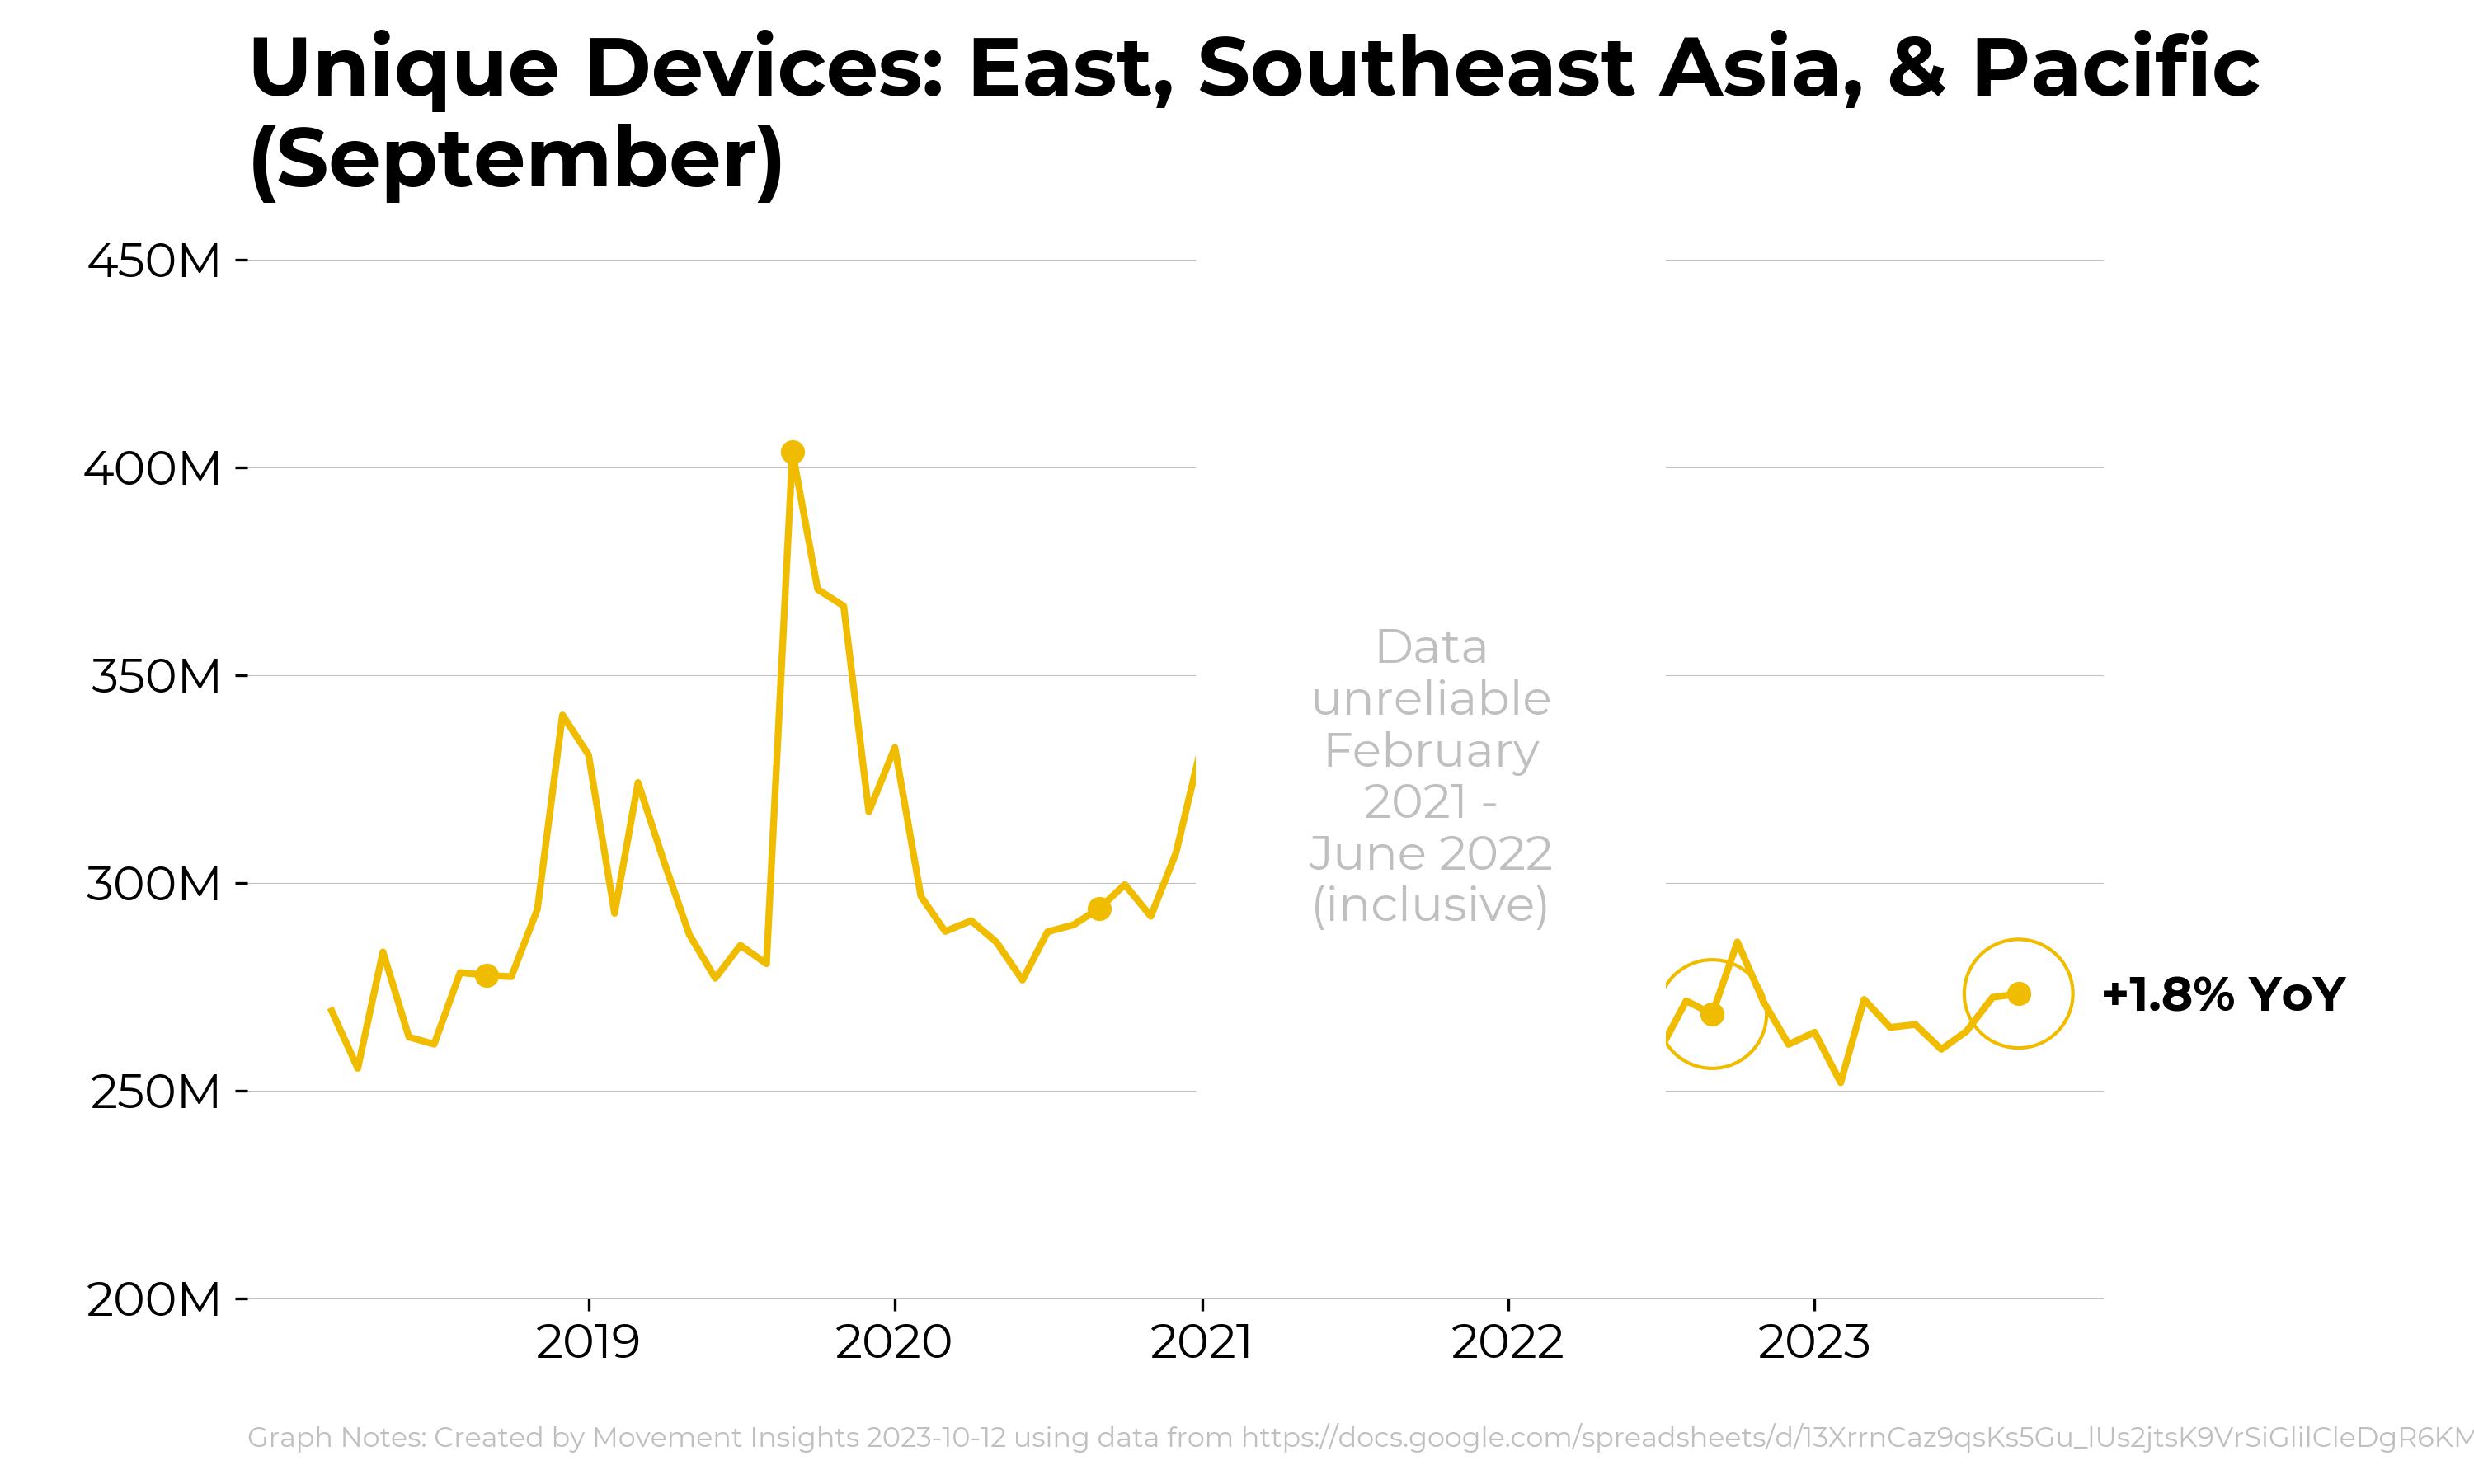 Unique Devices: East, Southeast Asia, & Pacific
(September)
450M
400M
350M
300M
250M
200M
Data
unreliable
February
2021 -
June 2022
(inclusive)
+1.8% YoY
2019
2020
2021
2022
2023
Graph Notes: Created by Movement Insights 2023-10-12 using data from https://docs.google.com/spreadsheets/d/13XrrnCaz9qsKs5Gu_lUs2jtsK9VrSiGlilCleDgR6KM